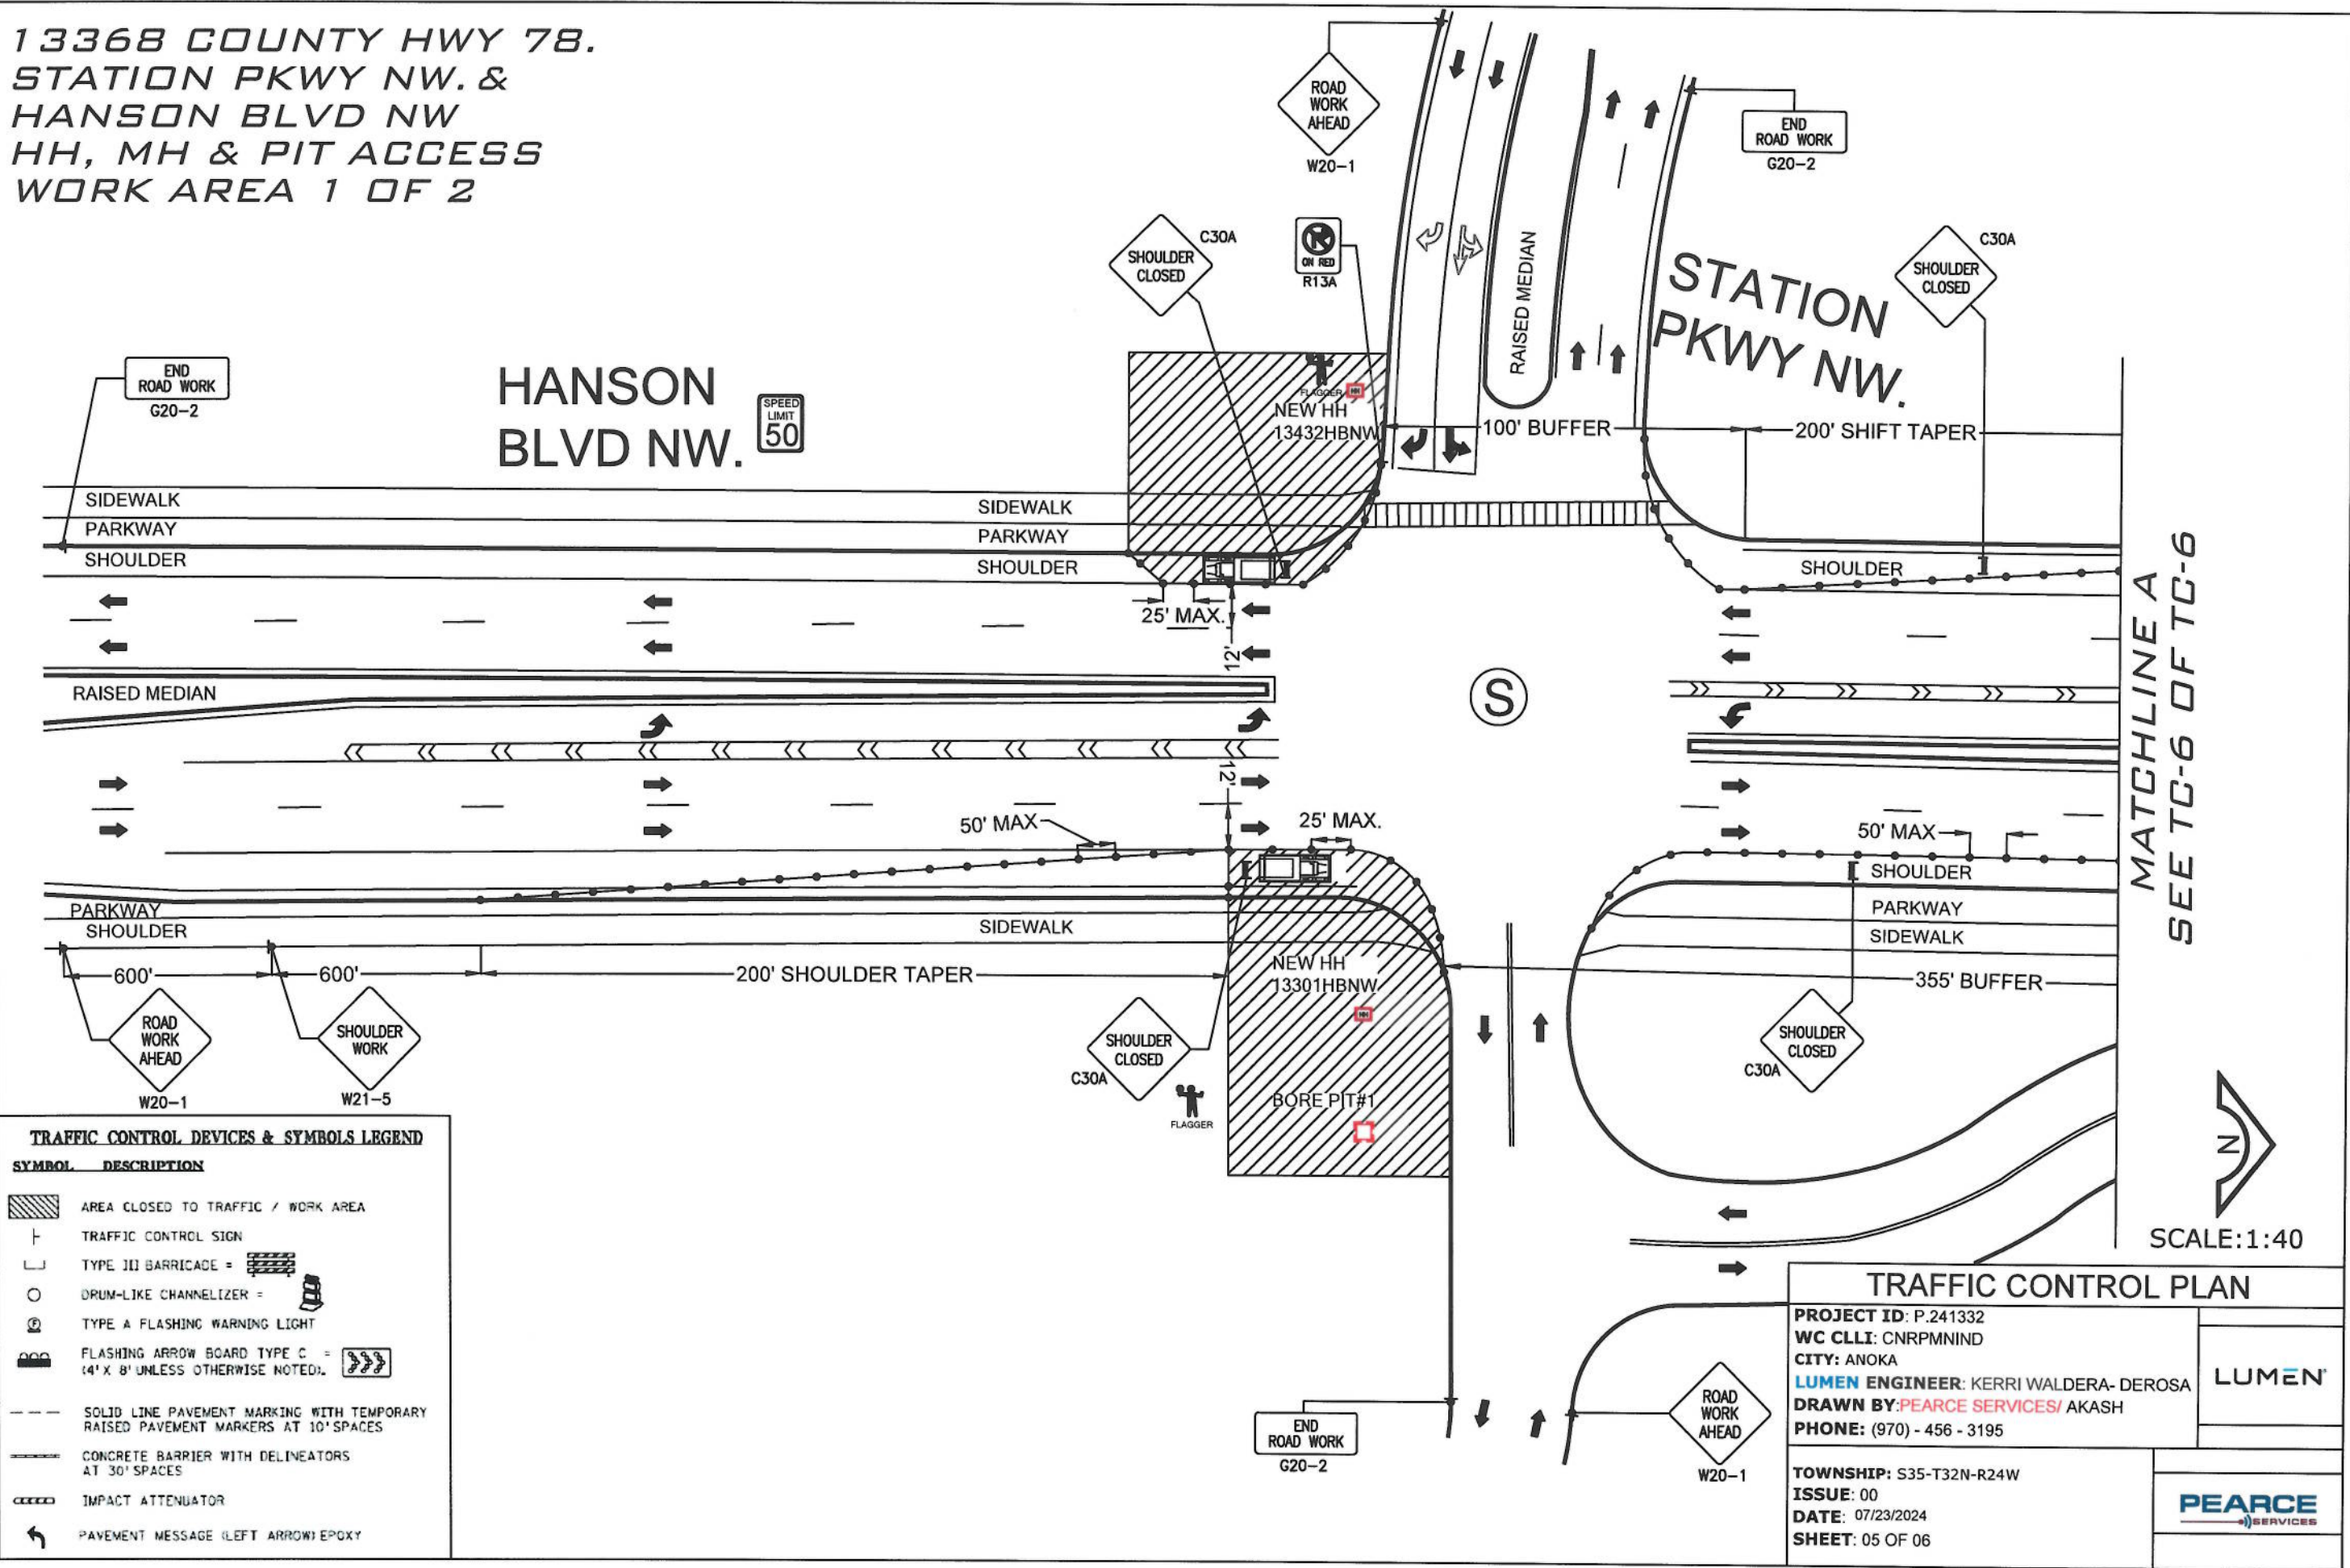 13368 COUNTY HWY 78.
STATION PKWY NW. &
HANSON BLVD NW
HH, MH & PIT ACCESS
WORK AREA 1 OF 2
ROAD
WORK
AHEAD
W20-1
END
ROAD WORK
G20-2
SHOULDER
CLOSED
C30A
ON RED
R13A
RAISED MEDIAN
STATION
PKWY NW.
SHOULDER
CLOSED
C30A
END
ROAD WORK
G20-2
HANSON
BLVD NW.
SPEED
LIMIT
50
FLAGGER
HH
NEW HH
13432HBNW
100' BUFFER
200' SHIFT TAPER
SIDEWALK
PARKWAY
SHOULDER
SIDEWALK
PARKWAY
SHOULDER
SHOULDER
25' MAX.
12'
RAISED MEDIAN
S
12'
50' MAX
25' MAX.
50' MAX
SHOULDER
PARKWAY
SIDEWALK
355' BUFFER
MATCHLINE A
SEE TC-6 OF TC-6
PARKWAY
SHOULDER
SIDEWALK
600'
600'
200' SHOULDER TAPER
NEW HH
13301HBNW
HH
BORE PIT#1
ROAD
WORK
AHEAD
W20-1
SHOULDER
WORK
W21-5
SHOULDER
CLOSED
C30A
FLAGGER
SHOULDER
CLOSED
C30A
N
SCALE:1:40
END
ROAD WORK
G20-2
ROAD
WORK
AHEAD
W20-1
TRAFFIC CONTROL DEVICES & SYMBOLS LEGEND
SYMBOL DESCRIPTION
AREA CLOSED TO TRAFFIC / WORK AREA
TRAFFIC CONTROL SIGN
TYPE III BARRICADE =
DRUM-LIKE CHANNELIZER =
TYPE A FLASHING WARNING LIGHT
FLASHING ARROW BOARD TYPE C =
(4' X 8' UNLESS OTHERWISE NOTED).
SOLID LINE PAVEMENT MARKING WITH TEMPORARY
RAISED PAVEMENT MARKERS AT 10' SPACES
CONCRETE BARRIER WITH DELINEATORS
AT 30' SPACES
IMPACT ATTENUATOR
PAVEMENT MESSAGE (LEFT ARROW) EPOXY
TRAFFIC CONTROL PLAN
PROJECT ID: P.241332
WC CLLI: CNRPMNIND
CITY: ANOKA
LUMEN ENGINEER: KERRI WALDERA- DEROSA
DRAWN BY:PEARCE SERVICES/ AKASH
PHONE: (970) - 456 - 3195
LUMEN
TOWNSHIP: S35-T32N-R24W
ISSUE: 00
DATE: 07/23/2024
SHEET: 05 OF 06
PEARCE
SERVICES